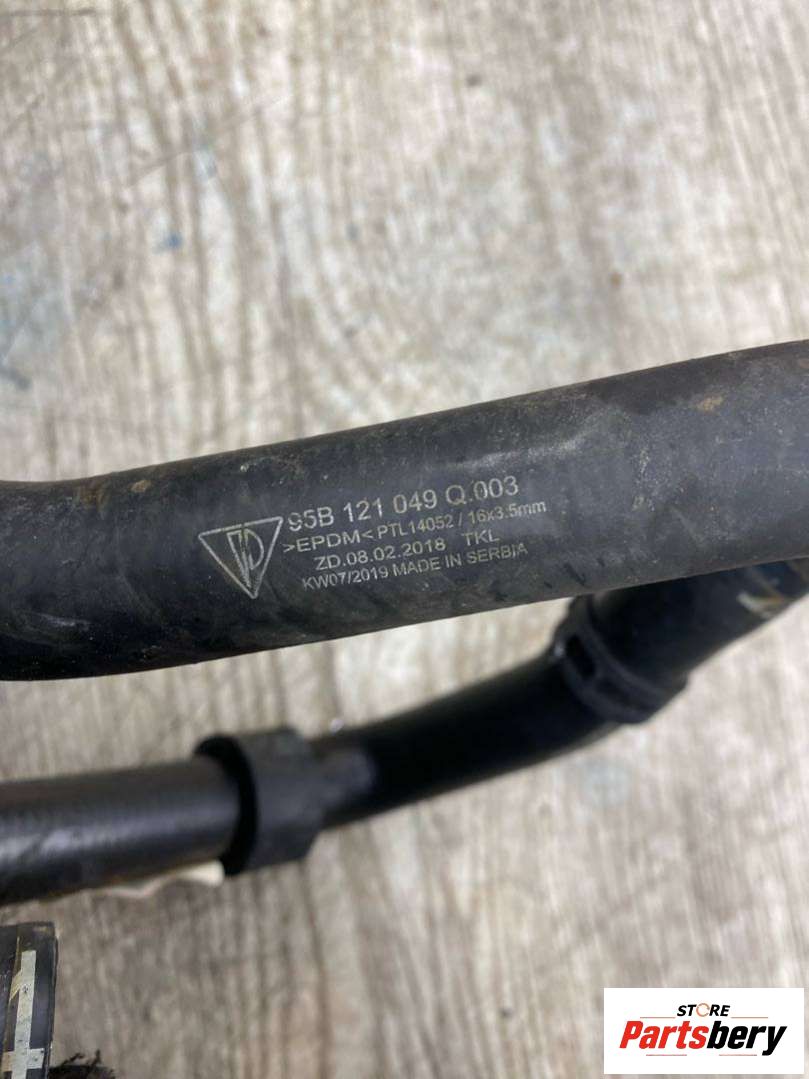 95B 121 049 Q.003
>EPDM< PTL14052 / 16x3.5mm
ZD.08.02.2018 TKL
KW07/2019 MADE IN SERBIA
STORE
Partsbery